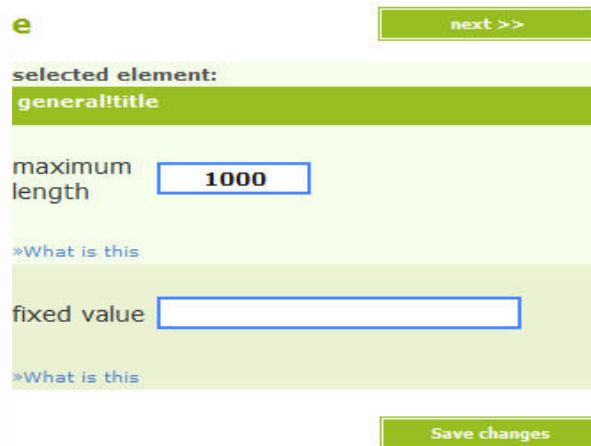 e
next >>
selected element:
general!title
maximum
length
1000
»What is this
fixed value
»What is this
Save changes